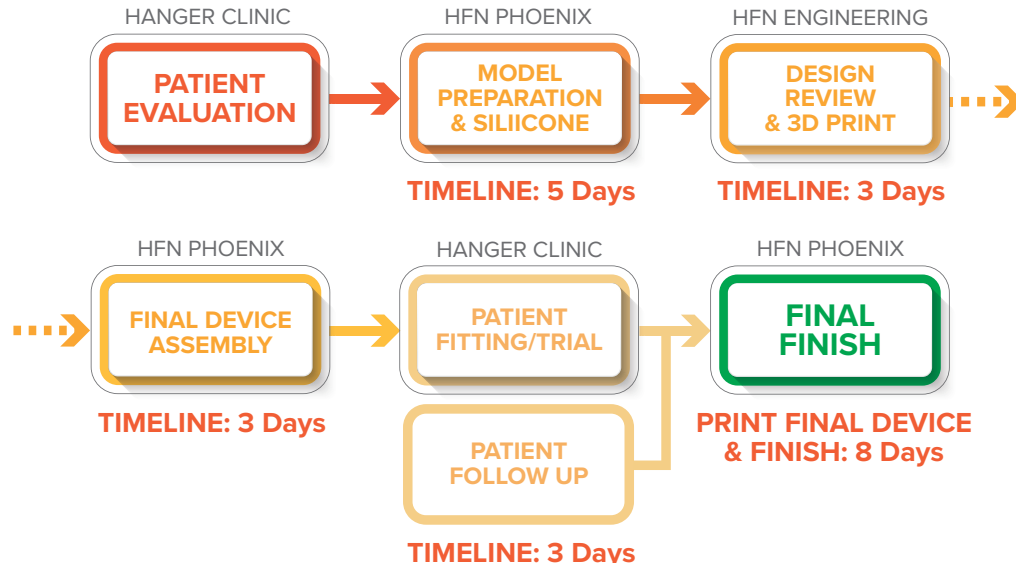 HANGER CLINIC
PATIENT
EVALUATION
HFN PHOENIX
MODEL
PREPARATION
& SILIICONE
TIMELINE: 5 Days
HFN ENGINEERING
DESIGN
REVIEW
& 3D PRINT
TIMELINE: 3 Days
HFN PHOENIX
FINAL DEVICE
ASSEMBLY
TIMELINE: 3 Days
HANGER CLINIC
PATIENT
FITTING/TRIAL
PATIENT
FOLLOW UP
TIMELINE: 3 Days
HFN PHOENIX
FINAL
FINISH
PRINT FINAL DEVICE
& FINISH: 8 Days